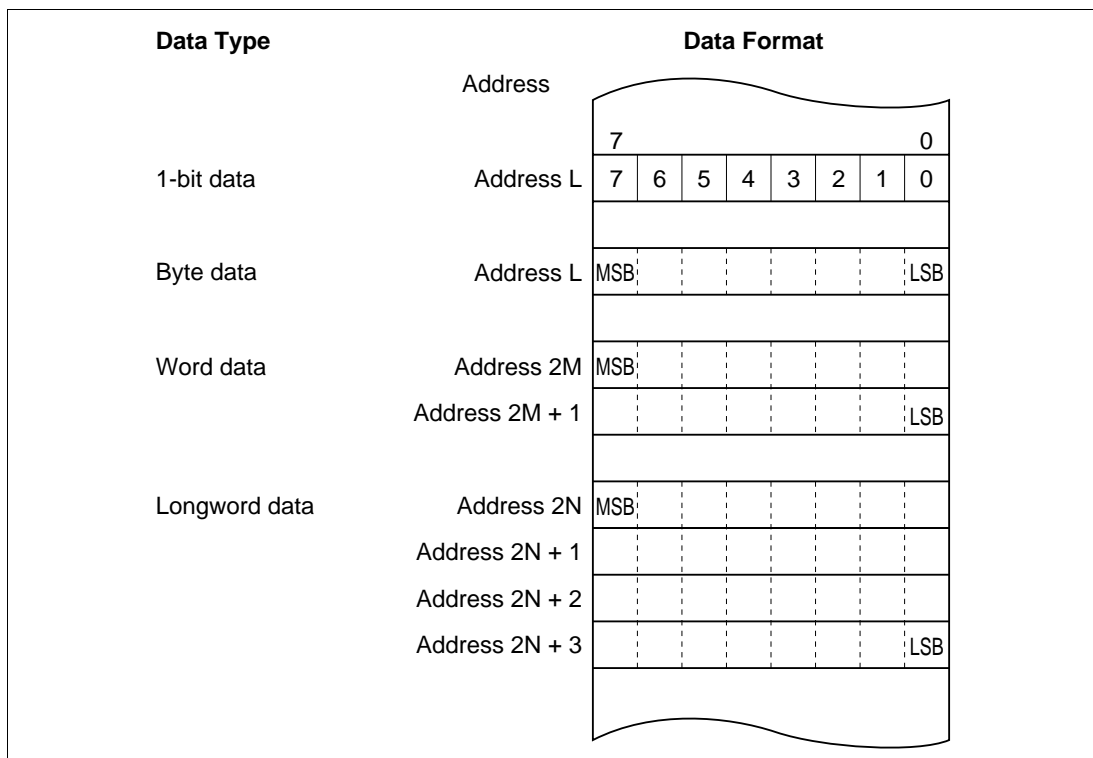 Data Type Data Format
Address
7 0
1-bit data Address L 7 6 5 4 3 2 1 0
Byte data Address L MSB LSB
Word data Address 2M MSB
Address 2M + 1 LSB
Longword data Address 2N MSB
Address 2N + 1
Address 2N + 2
Address 2N + 3 LSB